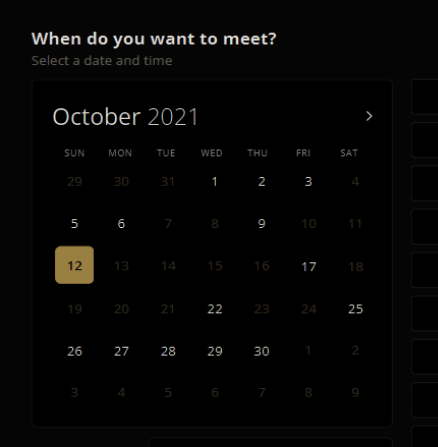 When do you want to meet?
Select a date and time
October 2021 >
SUN MON TUE WED THU FRI SAT
29 30 31 1 2 3 4
5 6 7 8 9 10 11
12 13 14 15 16 17 18
19 20 21 22 23 24 25
26 27 28 29 30 1 2
3 4 5 6 7 8 9